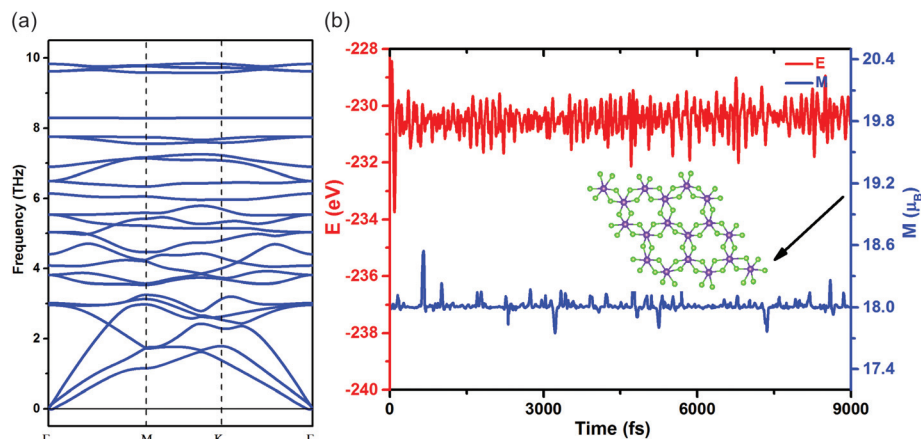 (a)
10
8
6
4
2
0
Frequency (THz)
M
K
(b)
E (eV)
-228
-230
-232
-234
-236
-238
-240
E
M
20.4
19.8
19.2
18.6
18.0
17.4
M (μB)
0
3000
6000
9000
Time (fs)